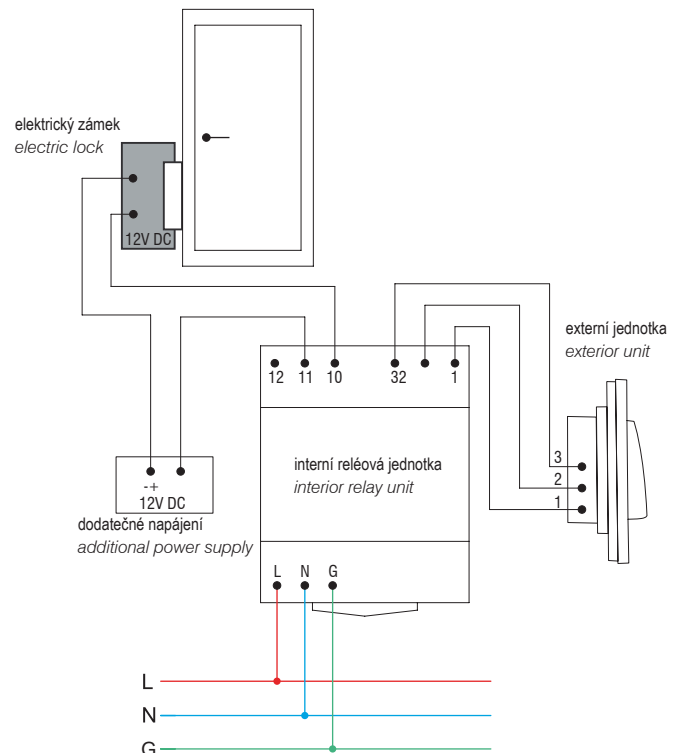 elektrický zámek
electric lock
12V DC
externí jednotka
exterior unit
12 11 10 32 1
3
2
1
interní reléová jednotka
interior relay unit
-+
12V DC
dodatečné napájení
additional power supply
L N G
L
N
G